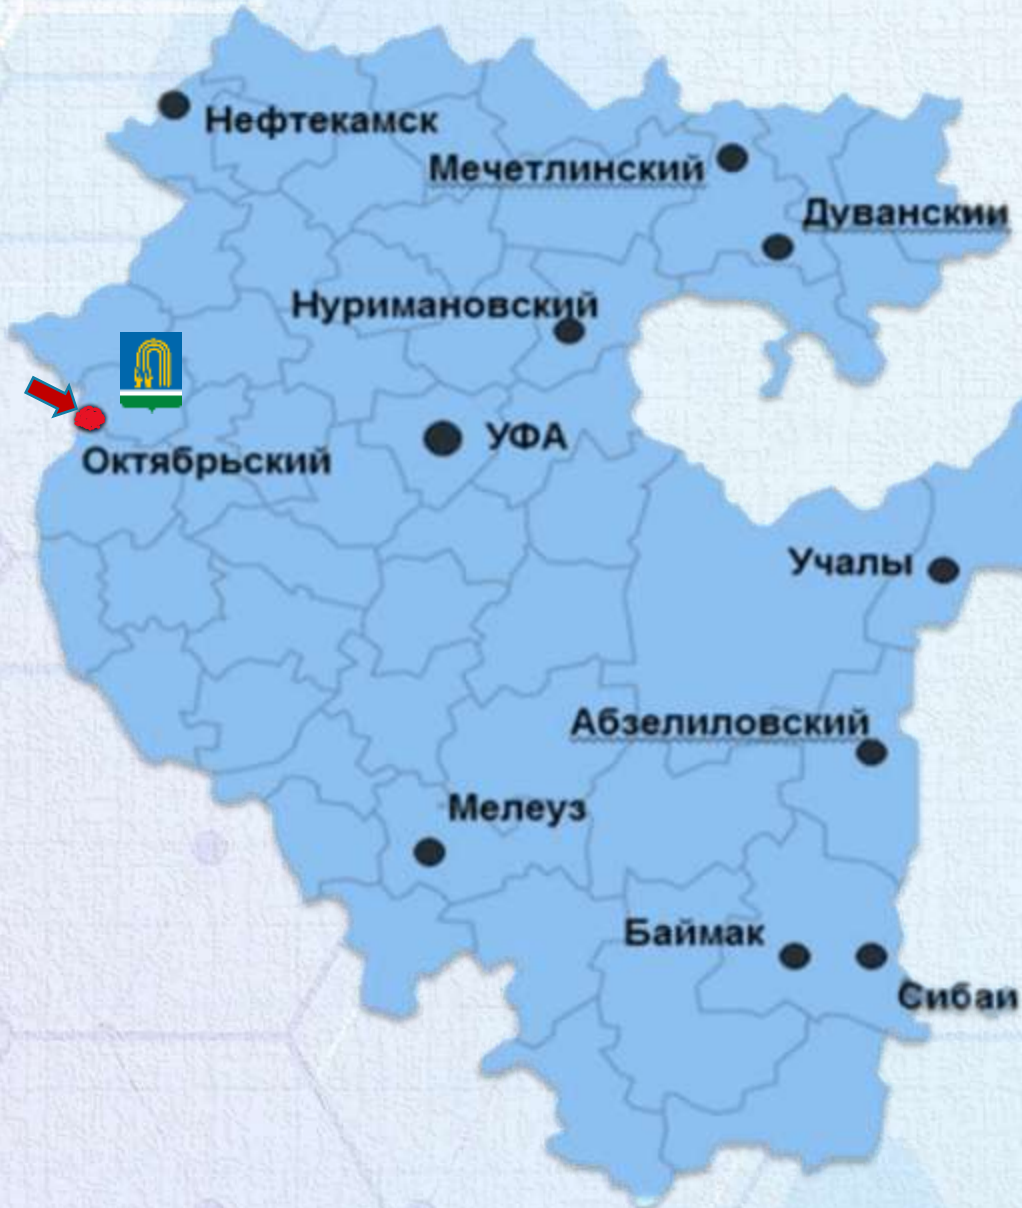 Нефтекамск
Мечетлинский
Дуванскии
Нуримановский
УФА
Октябрьский
Учалы
Абзелиловский
Мелеуз
Баймак
Сибаи